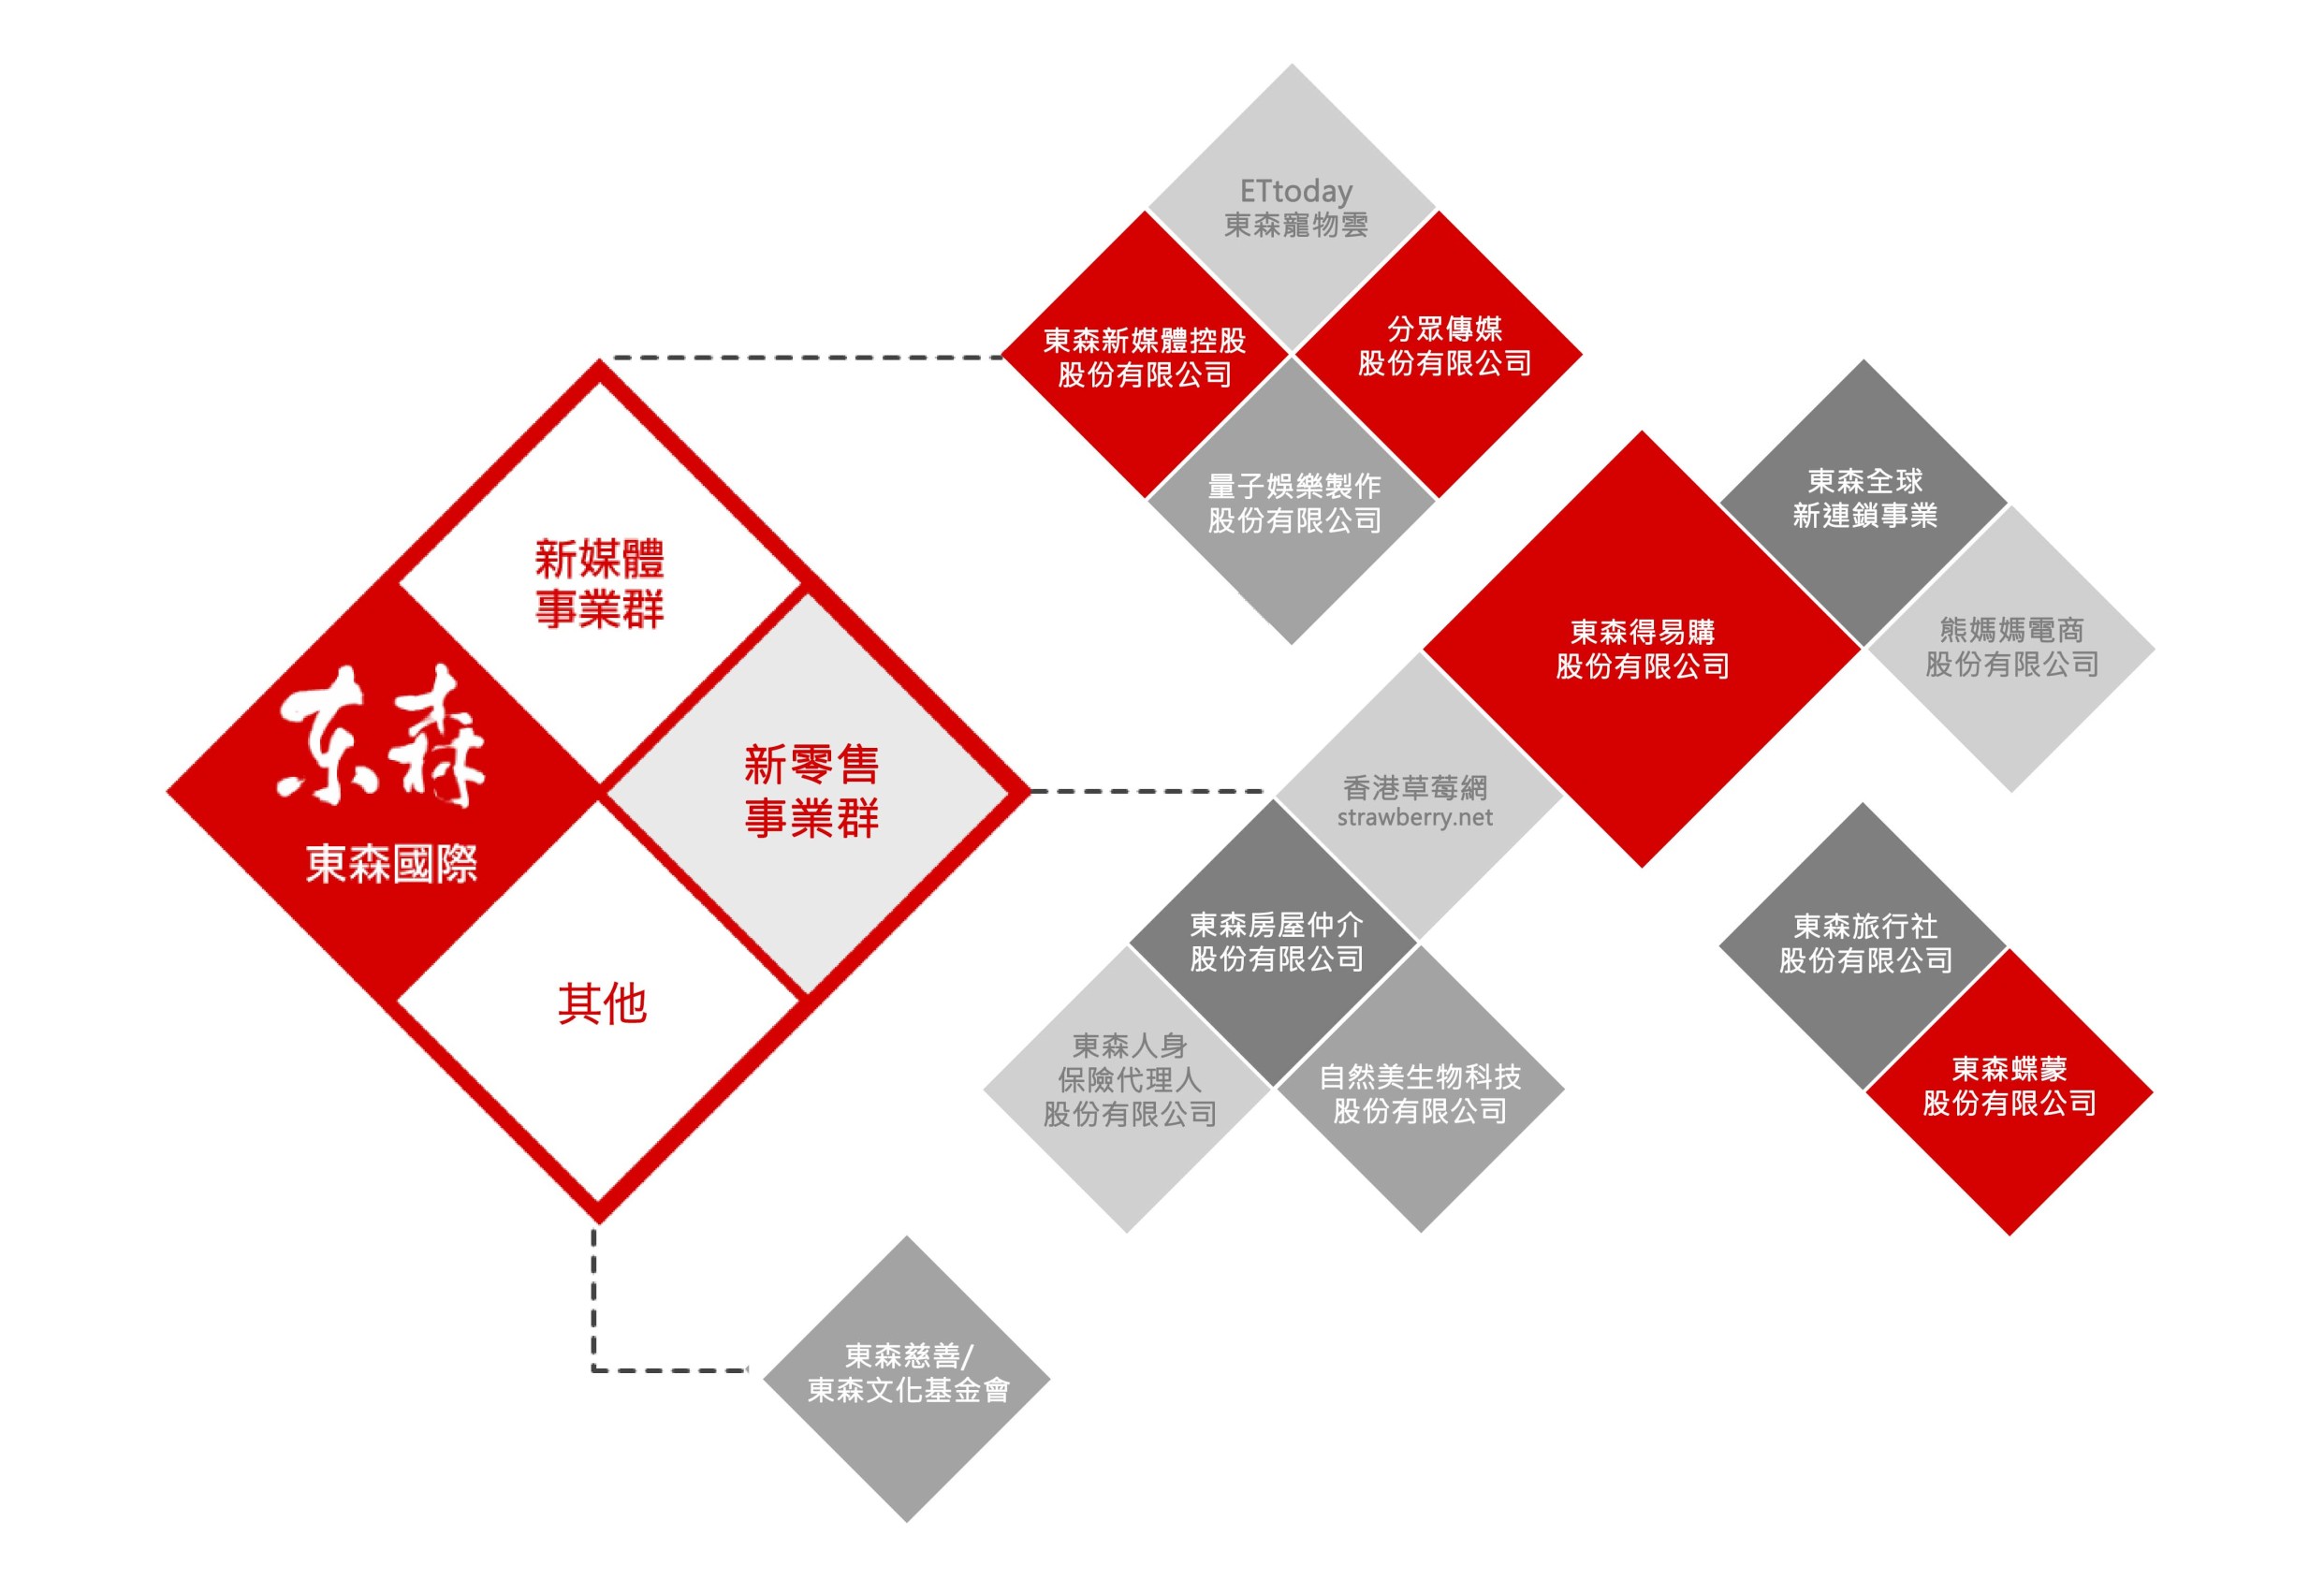 东森
東森國際
新媒體
事業群
新零售
事業群
其他
ETtoday
東森寵物雲
東森新媒體控股
股份有限公司
分眾傳媒
股份有限公司
量子娛樂製作
股份有限公司
東森全球
新連鎖事業
東森得易購
股份有限公司
熊媽媽電商
股份有限公司
香港草莓網
strawberry.net
東森房屋仲介
股份有限公司
東森人身
保險代理人
股份有限公司
自然美生物科技
股份有限公司
東森旅行社
股份有限公司
東森蝶蒙
股份有限公司
東森慈善/
東森文化基金會